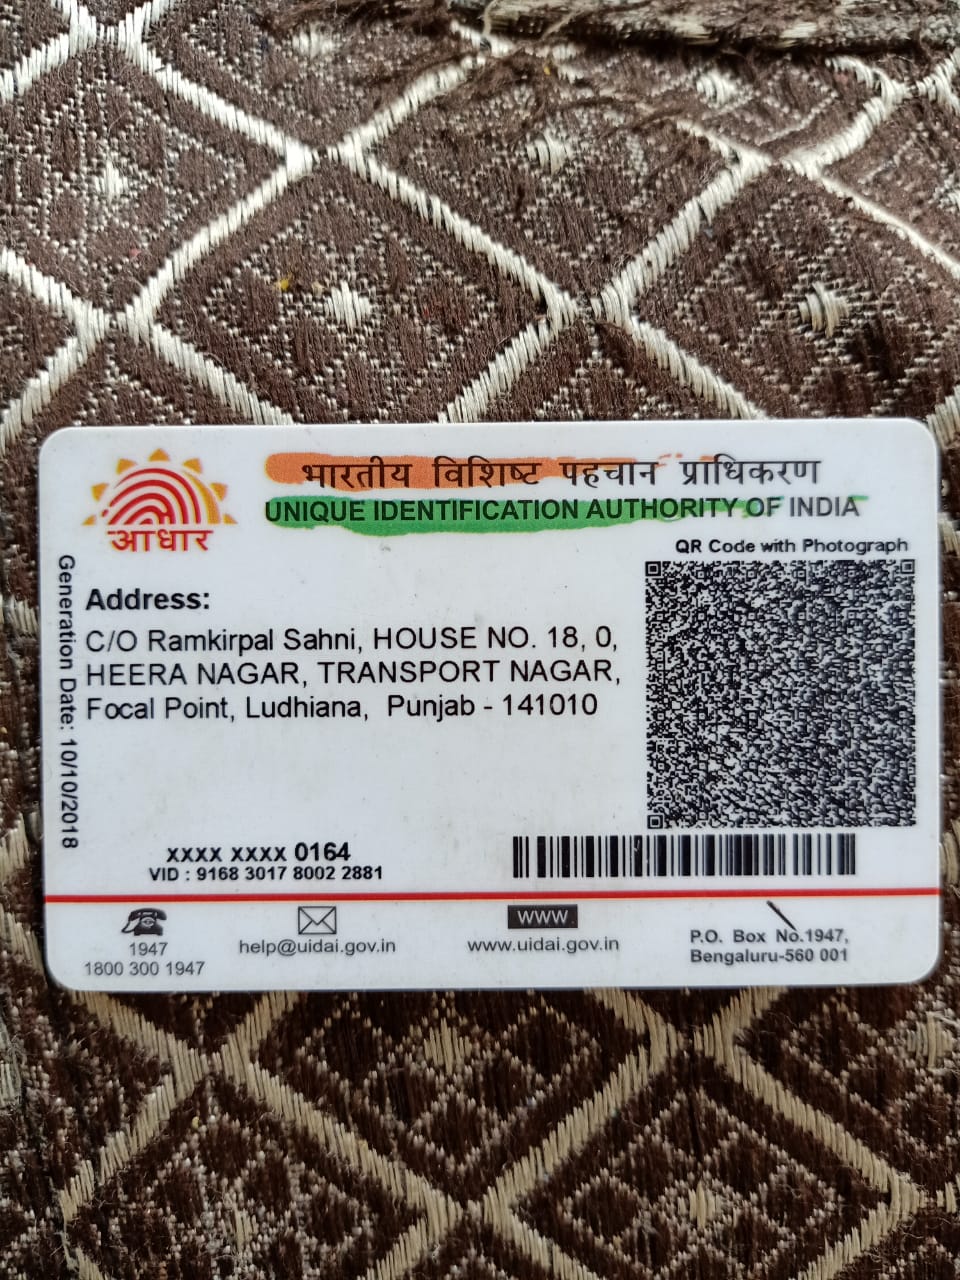 भारतीय विशिष्ट पहचान प्राधिकरण
UNIQUE IDENTIFICATION AUTHORITY OF INDIA
आधार
QR Code with Photograph
Generation Date: 10/10/2018
Address:
C/O Ramkirpal Sahni, HOUSE NO. 18, 0,
HEERA NAGAR, TRANSPORT NAGAR,
Focal Point, Ludhiana, Punjab - 141010
xxxx xxxx 0164
VID : 9168 3017 8002 2881
1947
1800 300 1947
help@uidai.gov.in
WWW
www.uidai.gov.in
P.O. Box No.1947,
Bengaluru-560 001